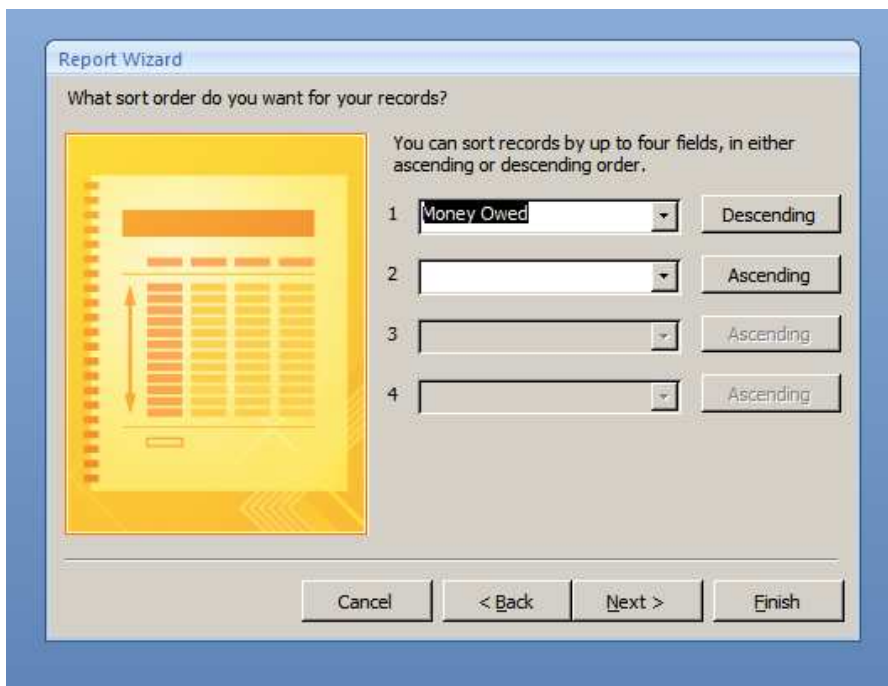 Report Wizard
What sort order do you want for your records?
You can sort records by up to four fields, in either
ascending or descending order.
1 Money Owed Descending
2 Ascending
3 Ascending
4 Ascending
Cancel < Back Next > Finish